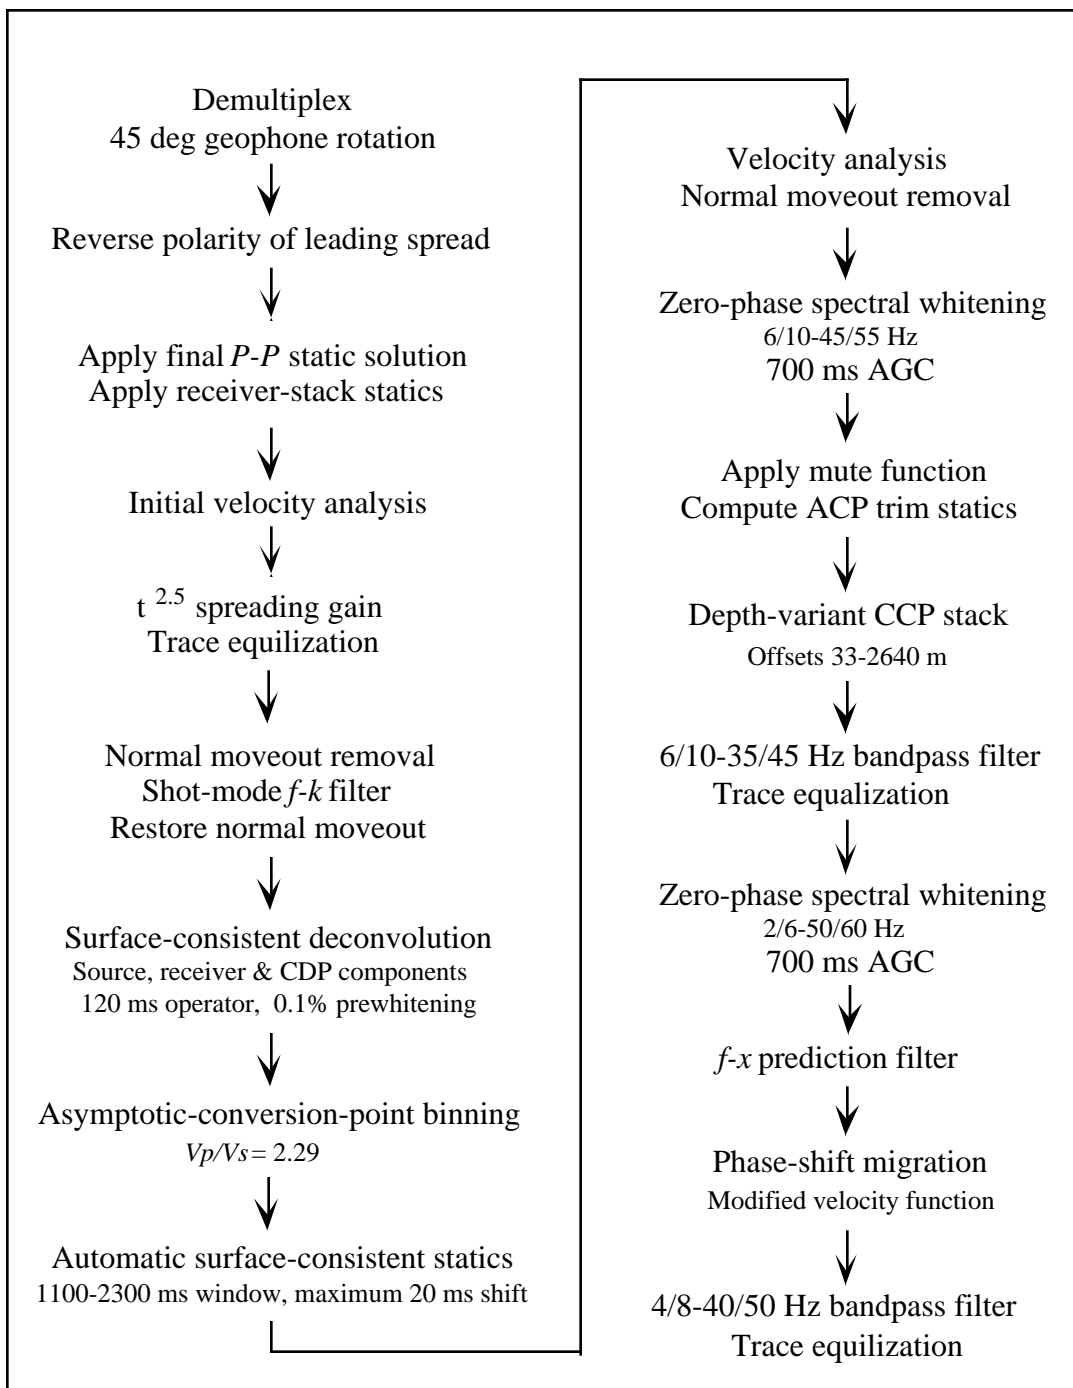 Demultiplex
45 deg geophone rotation
Reverse polarity of leading spread
Apply final P-P static solution
Apply receiver-stack statics
Initial velocity analysis
t 2.5 spreading gain
Trace equilization
Normal moveout removal
Shot-mode f-k filter
Restore normal moveout
Surface-consistent deconvolution
Source, receiver & CDP components
120 ms operator, 0.1% prewhitening
Asymptotic-conversion-point binning
Vp/Vs = 2.29
Automatic surface-consistent statics
1100-2300 ms window, maximum 20 ms shift
Velocity analysis
Normal moveout removal
Zero-phase spectral whitening
6/10-45/55 Hz
700 ms AGC
Apply mute function
Compute ACP trim statics
Depth-variant CCP stack
Offsets 33-2640 m
6/10-35/45 Hz bandpass filter
Trace equalization
Zero-phase spectral whitening
2/6-50/60 Hz
700 ms AGC
f-x prediction filter
Phase-shift migration
Modified velocity function
4/8-40/50 Hz bandpass filter
Trace equilization